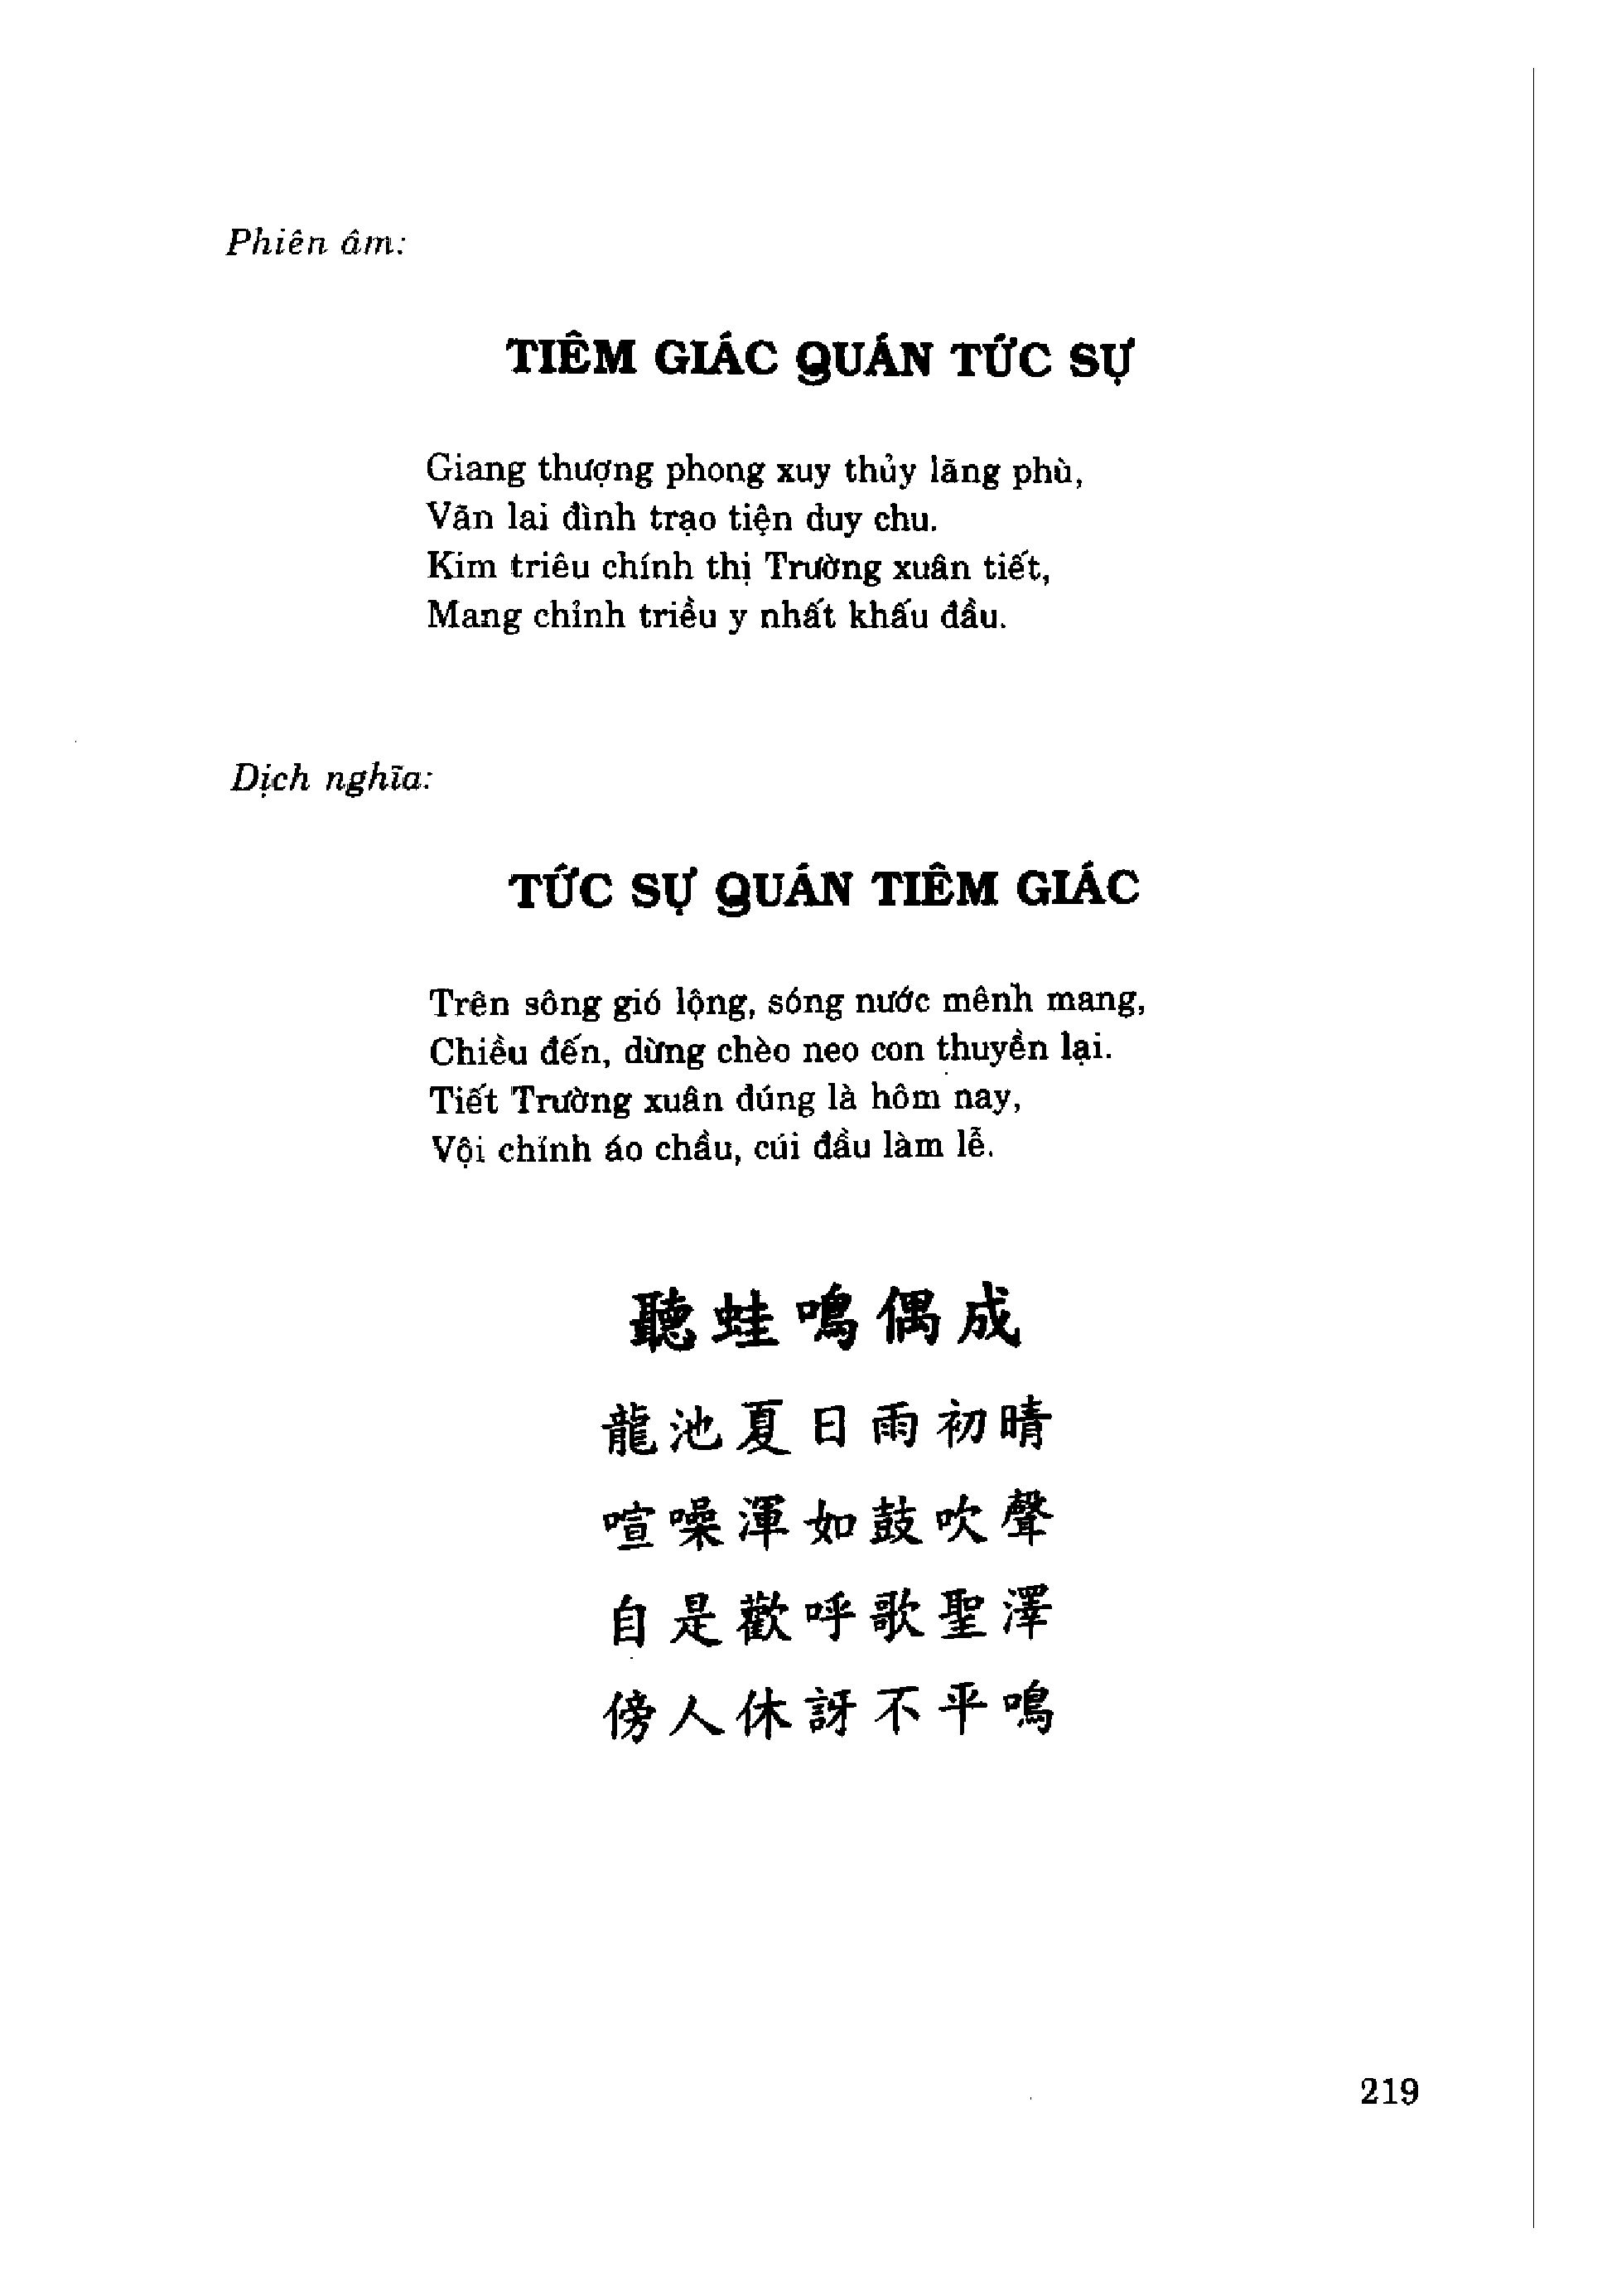 Phiên âm:
TIÊM GIÁC QUÁN TỨC SỰ
Giang thượng phong xuy thủy lãng phù,
Vãn lai đình trạo tiện duy chu.
Kim triêu chính thị Trường xuân tiết,
Mang chỉnh triều y nhất khấu đầu.
Dịch nghĩa:
TỨC SỰ QUÁN TIÊM GIÁC
Trên sông gió lộng, sóng nước mênh mang,
Chiều đến, dừng chèo neo con thuyền lại.
Tiết Trường xuân đúng là hôm nay,
Vội chỉnh áo chầu, cúi đầu làm lễ.
聽蛙鳴偶成
龍池夏日雨初晴
喧噪渾如鼓吹聲
自是歡呼歌聖澤
傍人休訝不平鳴
219